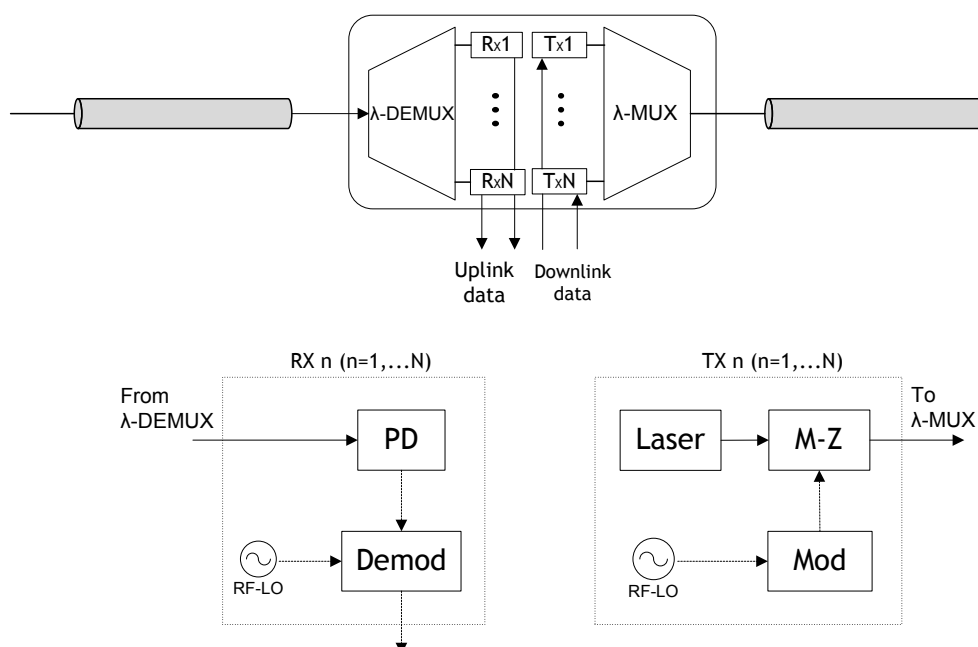 RX1
TX1
λ-DEMUX
λ-MUX
RXN
TXN
Uplink
data
Downlink
data
RX n (n=1,...N)
TX n (n=1,...N)
From
λ-DEMUX
To
λ-MUX
PD
Laser
M-Z
Demod
Mod
RF-LO
RF-LO